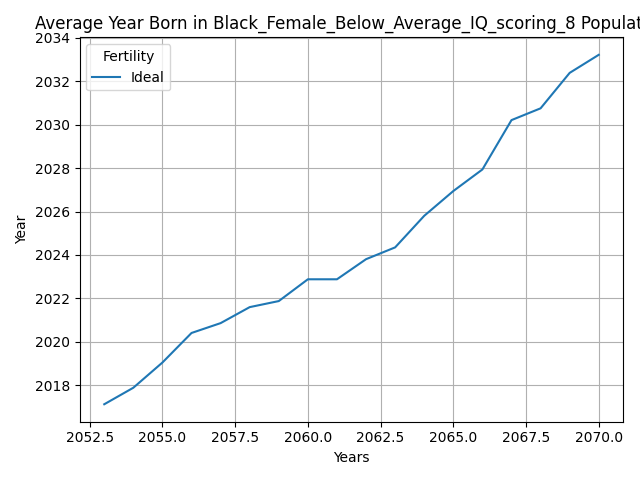 Average Year Born in Black_Female_Below_Average_IQ_scoring_8 Populat
Fertility
Ideal
2034
2032
2030
2028
2026
2024
2022
2020
2018
Year
2052.5 2055.0 2057.5 2060.0 2062.5 2065.0 2067.5 2070.0
Years